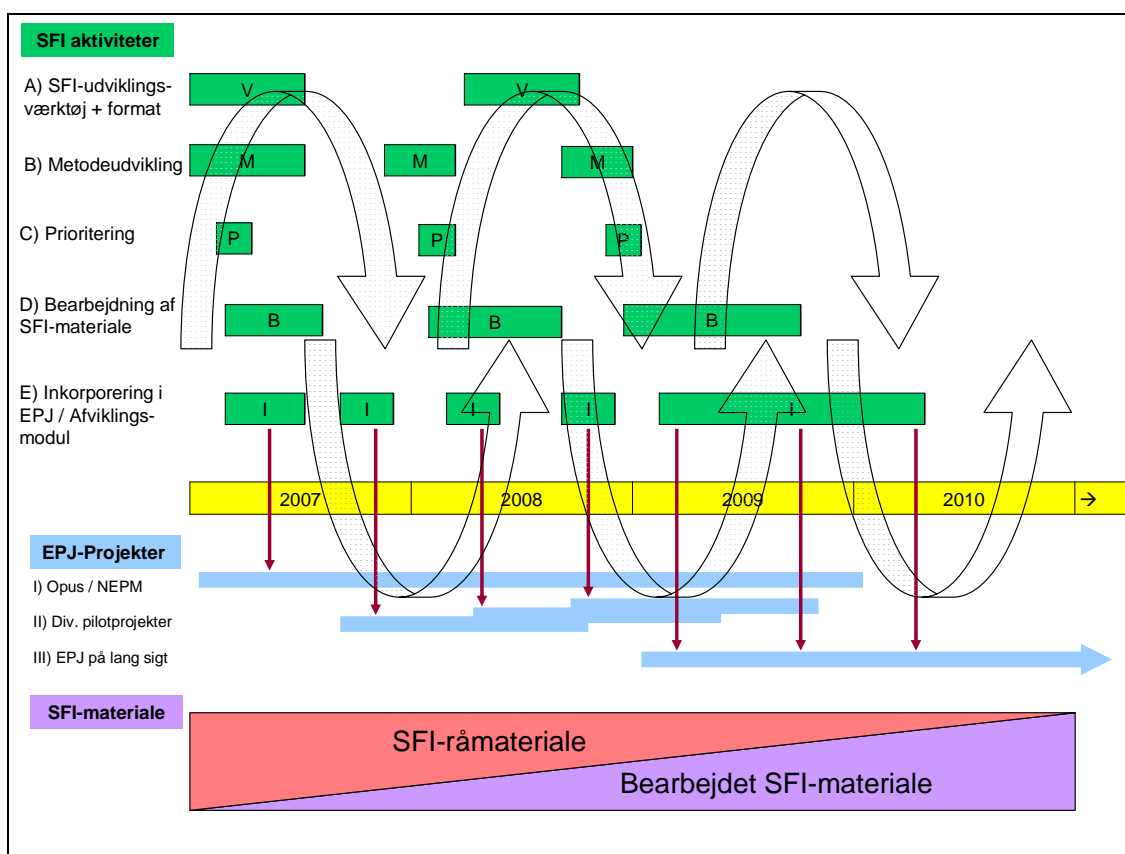 SFI aktiviteter
A) SFI-udviklings-
værktøj + format
V
V
B) Metodeudvikling
M
M
M
C) Prioritering
P
P
P
D) Bearbejdning af
SFI-materiale
B
B
B
E) Inkorporering i
EPJ / Afviklings-
modul
I
I
I
I
I
2007
2008
2009
2010
→
EPJ-Projekter
I) Opus / NEPM
II) Div. pilotprojekter
III) EPJ på lang sigt
SFI-materiale
SFI-råmateriale
Bearbejdet SFI-materiale